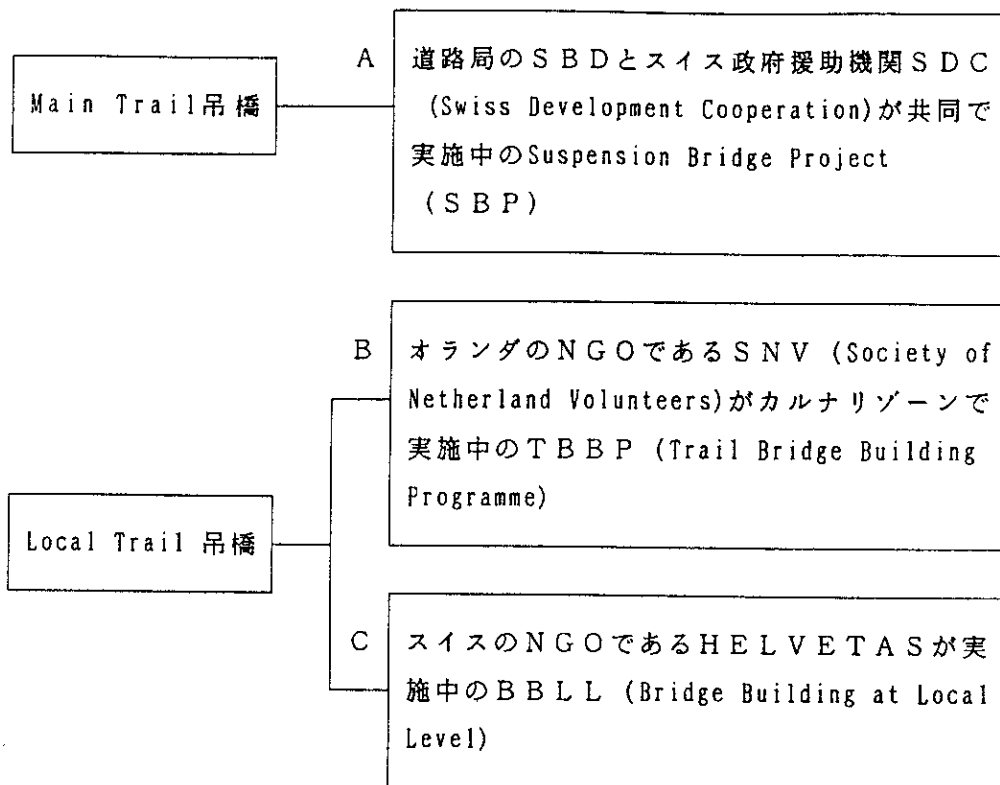 Main Trail吊橋
A
道路局のSBDとスイス政府援助機関SDC
(Swiss Development Cooperation)が共同で
実施中のSuspension Bridge Project
(SBP)
Local Trail 吊橋
B
オランダのNGOであるSNV (Society of
Netherland Volunteers)がカルナリゾーンで
実施中のTBBP (Trail Bridge Building
Programme)
C
スイスのNGOであるHELVETASが実
施中のBBLL (Bridge Building at Local
Level)